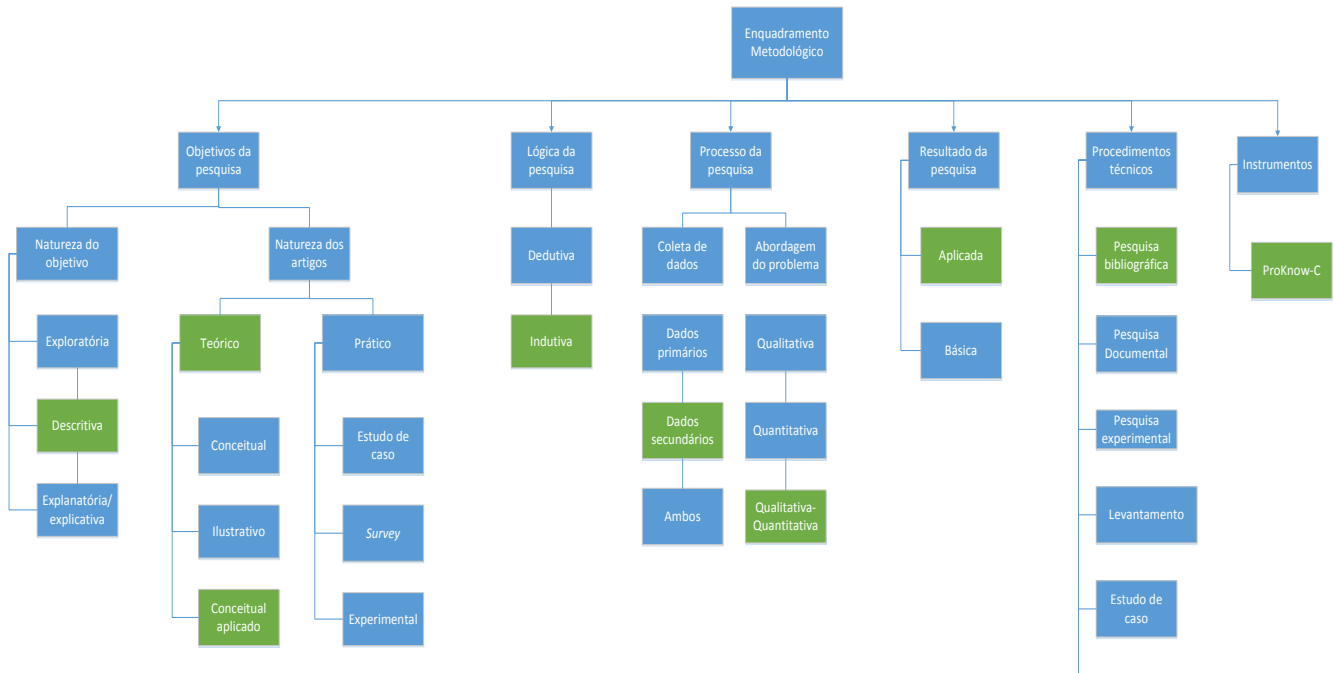 Enquadramento
Metodológico
Objetivos da
pesquisa
Lógica da
pesquisa
Processo da
pesquisa
Resultado da
pesquisa
Procedimentos
técnicos
Instrumentos
Natureza do
objetivo
Natureza dos
artigos
Dedutiva
Coleta de
dados
Abordagem
do problema
Aplicada
Pesquisa
bibliográfica
ProKnow-C
Exploratória
Teórico
Prático
Indutiva
Dados
primários
Qualitativa
Básica
Pesquisa
Documental
Descritiva
Conceitual
Estudo de
caso
Dados
secundários
Quantitativa
Pesquisa
experimental
Explanatória/
explicativa
Ilustrativo
Survey
Ambos
Qualitativa-
Quantitativa
Levantamento
Conceitual
aplicado
Experimental
Estudo de
caso